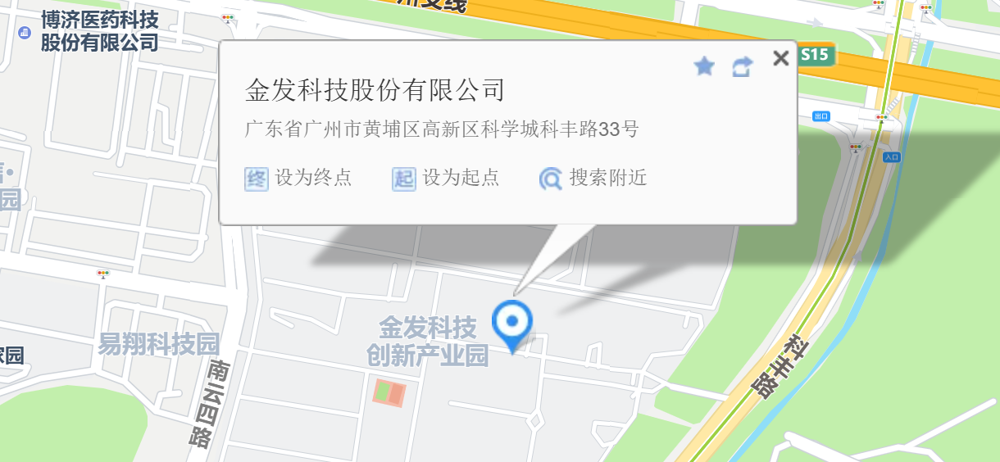 博济医药科技
股份有限公司
S15
金发科技股份有限公司
广东省广州市黄埔区高新区科学城科丰路33号
出口
入口
终 设为终点 起 设为起点 搜索附近
园
金发科技
创新产业园
易翔科技园
家园
南云四路
科丰路